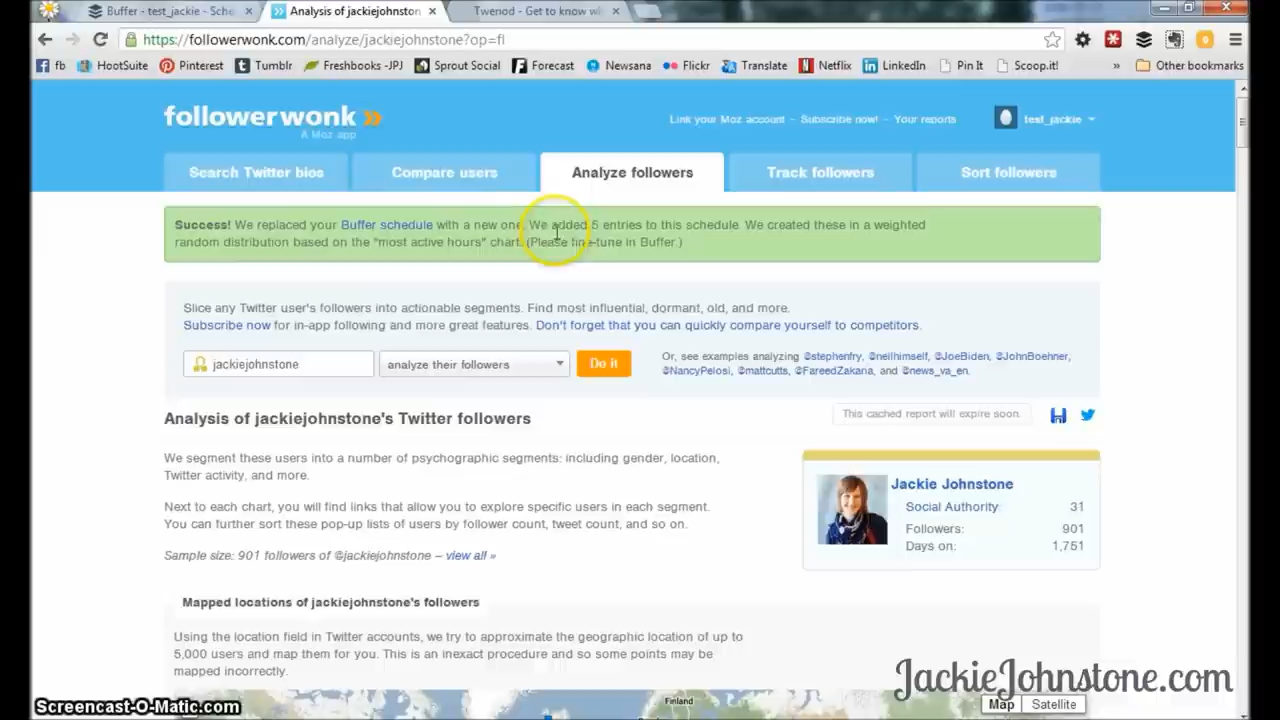 Buffer - test_jackie - Sche
Analysis of jackiejohnston
Twenod - Get to know wi
https://followerwonk.com/analyze/jackiejohnstone?op=fl
fb HootSuite Pinterest Tumblr Freshbooks -JPJ Sprout Social Forecast Newsana Flickr Translate Netflix LinkedIn Pin It Scoop.it! » Other bookmarks
followerwonk
A Moz app
Link your Moz account - Subscribe now! - Your reports
test_jackie
Search Twitter bios
Compare users
Analyze followers
Track followers
Sort followers
Success! We replaced your Buffer schedule with a new one. We added 5 entries to this schedule. We created these in a weighted
random distribution based on the "most active hours" chart. (Please fine-tune in Buffer.)
Slice any Twitter user's followers into actionable segments. Find most influential, dormant, old, and more.
Subscribe now for in-app following and more great features. Don't forget that you can quickly compare yourself to competitors.
jackiejohnstone
analyze their followers
Do it
Or, see examples analyzing @stephenfry, @neilhimself, @JoeBiden, @JohnBoehner,
@NancyPelosi, @mattcutts, @FareedZakaria, and @news_va_en.
Analysis of jackiejohnstone's Twitter followers
This cached report will expire soon.
We segment these users into a number of psychographic segments: including gender, location,
Twitter activity, and more.
Next to each chart, you will find links that allow you to explore specific users in each segment.
You can further sort these pop-up lists of users by follower count, tweet count, and so on.
Sample size: 901 followers of @jackiejohnstone – view all »
Jackie Johnstone
Social Authority: 31
Followers: 901
Days on: 1,751
Mapped locations of jackiejohnstone's followers
Using the location field in Twitter accounts, we try to approximate the geographic location of up to
5,000 users and map them for you. This is an inexact procedure and so some points may be
mapped incorrectly.
JackieJohnstone.com
Finland
Map
Satellite
Screencast-O-Matic.com